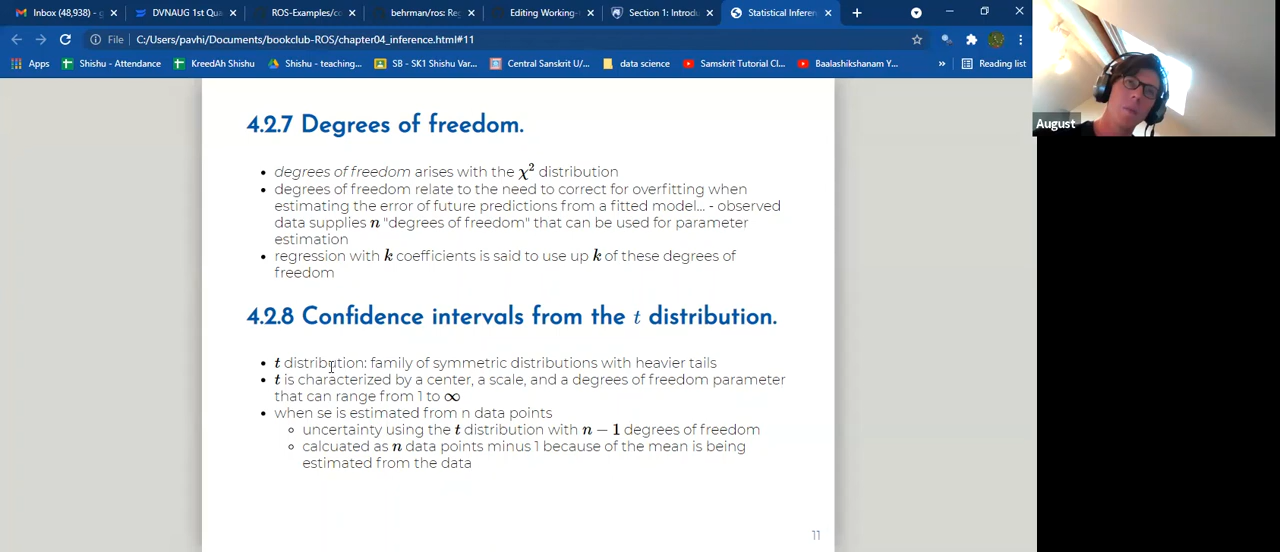 Inbox (48,938) - g
DVNAUG 1st Qua
ROS-Examples/cc
behrman/ros: Reg
Editing Working-
Section 1: Introdu
Statistical Inferen
C:/Users/pavhi/Documents/bookclub-ROS/chapter04_inference.html#11
File
Apps
Shishu - Attendance
KreedAh Shishu
Shishu - teaching...
SB - SK1 Shishu Var...
Central Sanskrit U/...
data science
Samskrit Tutorial Cl...
Baalashikshanam Y...
»
Reading list
August
4.2.7 Degrees of freedom.
• degrees of freedom arises with the χ² distribution
• degrees of freedom relate to the need to correct for overfitting when
estimating the error of future predictions from a fitted model... - observed
data supplies n "degrees of freedom" that can be used for parameter
estimation
• regression with k coefficients is said to use up k of these degrees of
freedom
4.2.8 Confidence intervals from the t distribution.
• t distribution: family of symmetric distributions with heavier tails
• t is characterized by a center, a scale, and a degrees of freedom parameter
that can range from 1 to ∞
• when se is estimated from n data points
◦ uncertainty using the t distribution with n − 1 degrees of freedom
◦ calcuated as n data points minus 1 because of the mean is being
estimated from the data
11